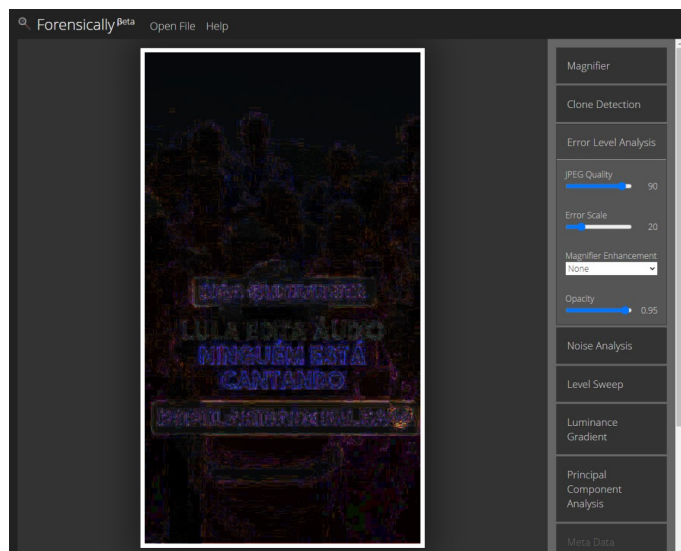 Forensically Beta Open File Help
Magnifier
Clone Detection
Error Level Analysis
JPEG Quality
90
Error Scale
20
Magnifier Enhancement
None
Opacity
0.95
Noise Analysis
Level Sweep
Luminance
Gradient
Principal
Component
Analysis
Meta Data
LULA EDITA ÁUDIO
NINGUÉM ESTÁ
CANTANDO